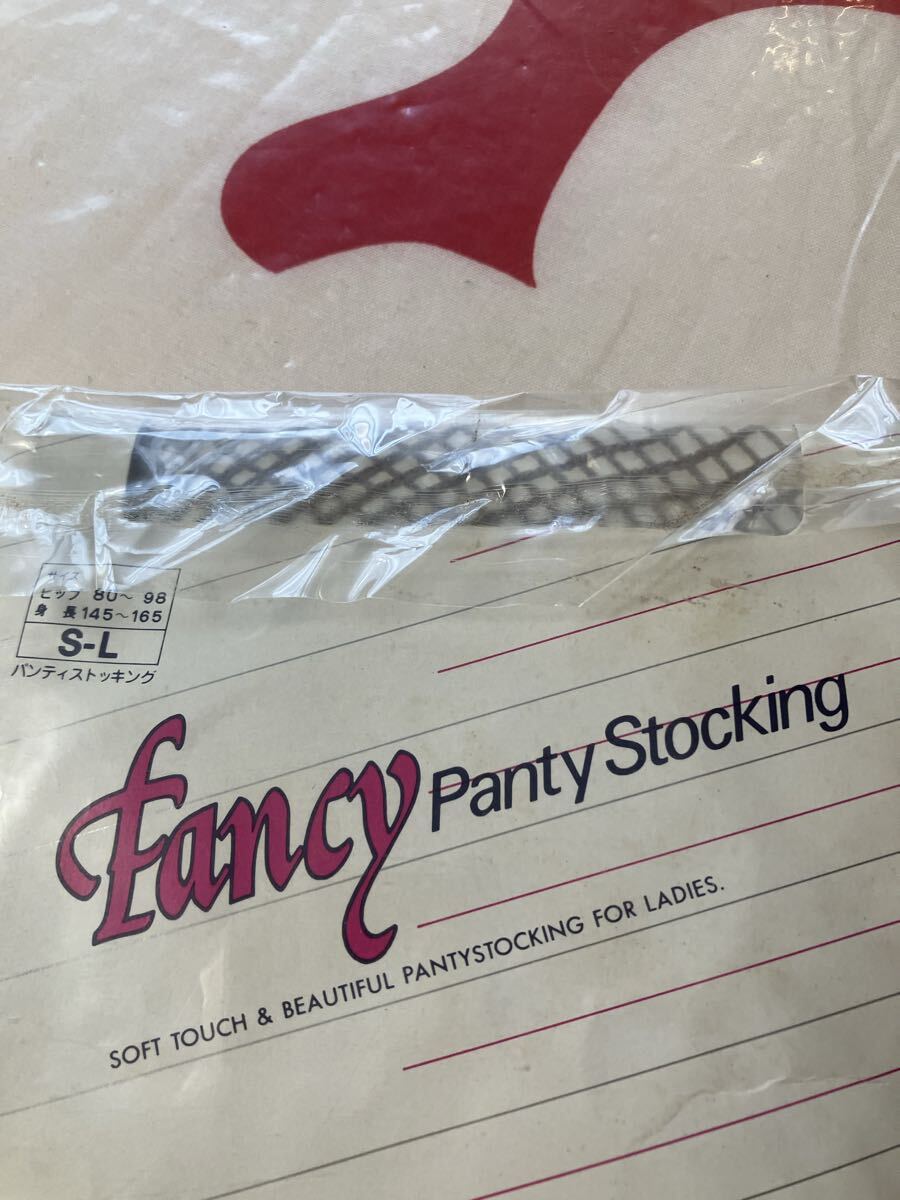 サイズ
ヒップ 80〜98
身長 145〜165
S-L
パンティストッキング
fancy Panty Stocking
SOFT TOUCH & BEAUTIFUL PANTYSTOCKING FOR LADIES.